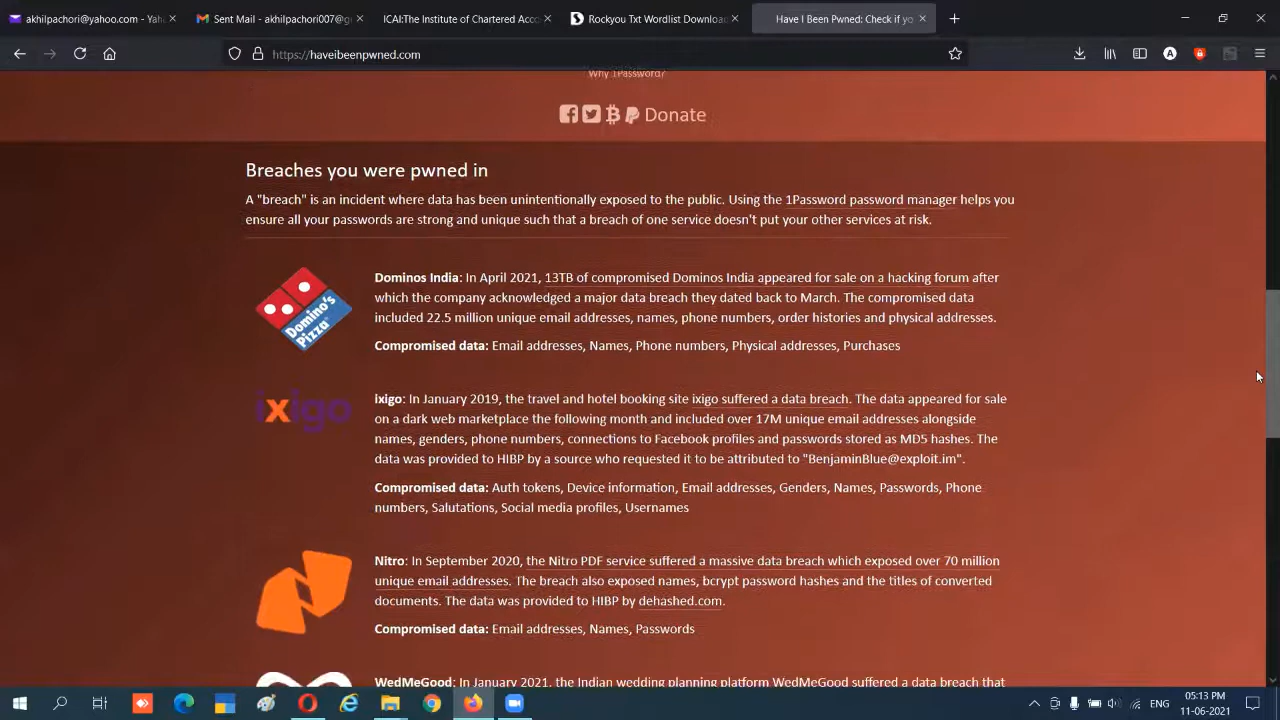 akhilpachori@yahoo.com - Yah
Sent Mail - akhilpachori007@g
ICAI:The Institute of Chartered Acco
Rockyou Txt Wordlist Download
Have I Been Pwned: Check if yo
https://haveibeenpwned.com
Why 1Password?
Donate
Breaches you were pwned in
A "breach" is an incident where data has been unintentionally exposed to the public. Using the 1Password password manager helps you
ensure all your passwords are strong and unique such that a breach of one service doesn't put your other services at risk.
Domino's
Pizza
Dominos India: In April 2021, 13TB of compromised Dominos India appeared for sale on a hacking forum after
which the company acknowledged a major data breach they dated back to March. The compromised data
included 22.5 million unique email addresses, names, phone numbers, order histories and physical addresses.
Compromised data: Email addresses, Names, Phone numbers, Physical addresses, Purchases
ixigo
ixigo: In January 2019, the travel and hotel booking site ixigo suffered a data breach. The data appeared for sale
on a dark web marketplace the following month and included over 17M unique email addresses alongside
names, genders, phone numbers, connections to Facebook profiles and passwords stored as MD5 hashes. The
data was provided to HIBP by a source who requested it to be attributed to "BenjaminBlue@exploit.im".
Compromised data: Auth tokens, Device information, Email addresses, Genders, Names, Passwords, Phone
numbers, Salutations, Social media profiles, Usernames
Nitro: In September 2020, the Nitro PDF service suffered a massive data breach which exposed over 70 million
unique email addresses. The breach also exposed names, bcrypt password hashes and the titles of converted
documents. The data was provided to HIBP by dehashed.com.
Compromised data: Email addresses, Names, Passwords
WedMeGood: In January 2021, the Indian wedding planning platform WedMeGood suffered a data breach that
ENG
05:13 PM
11-06-2021